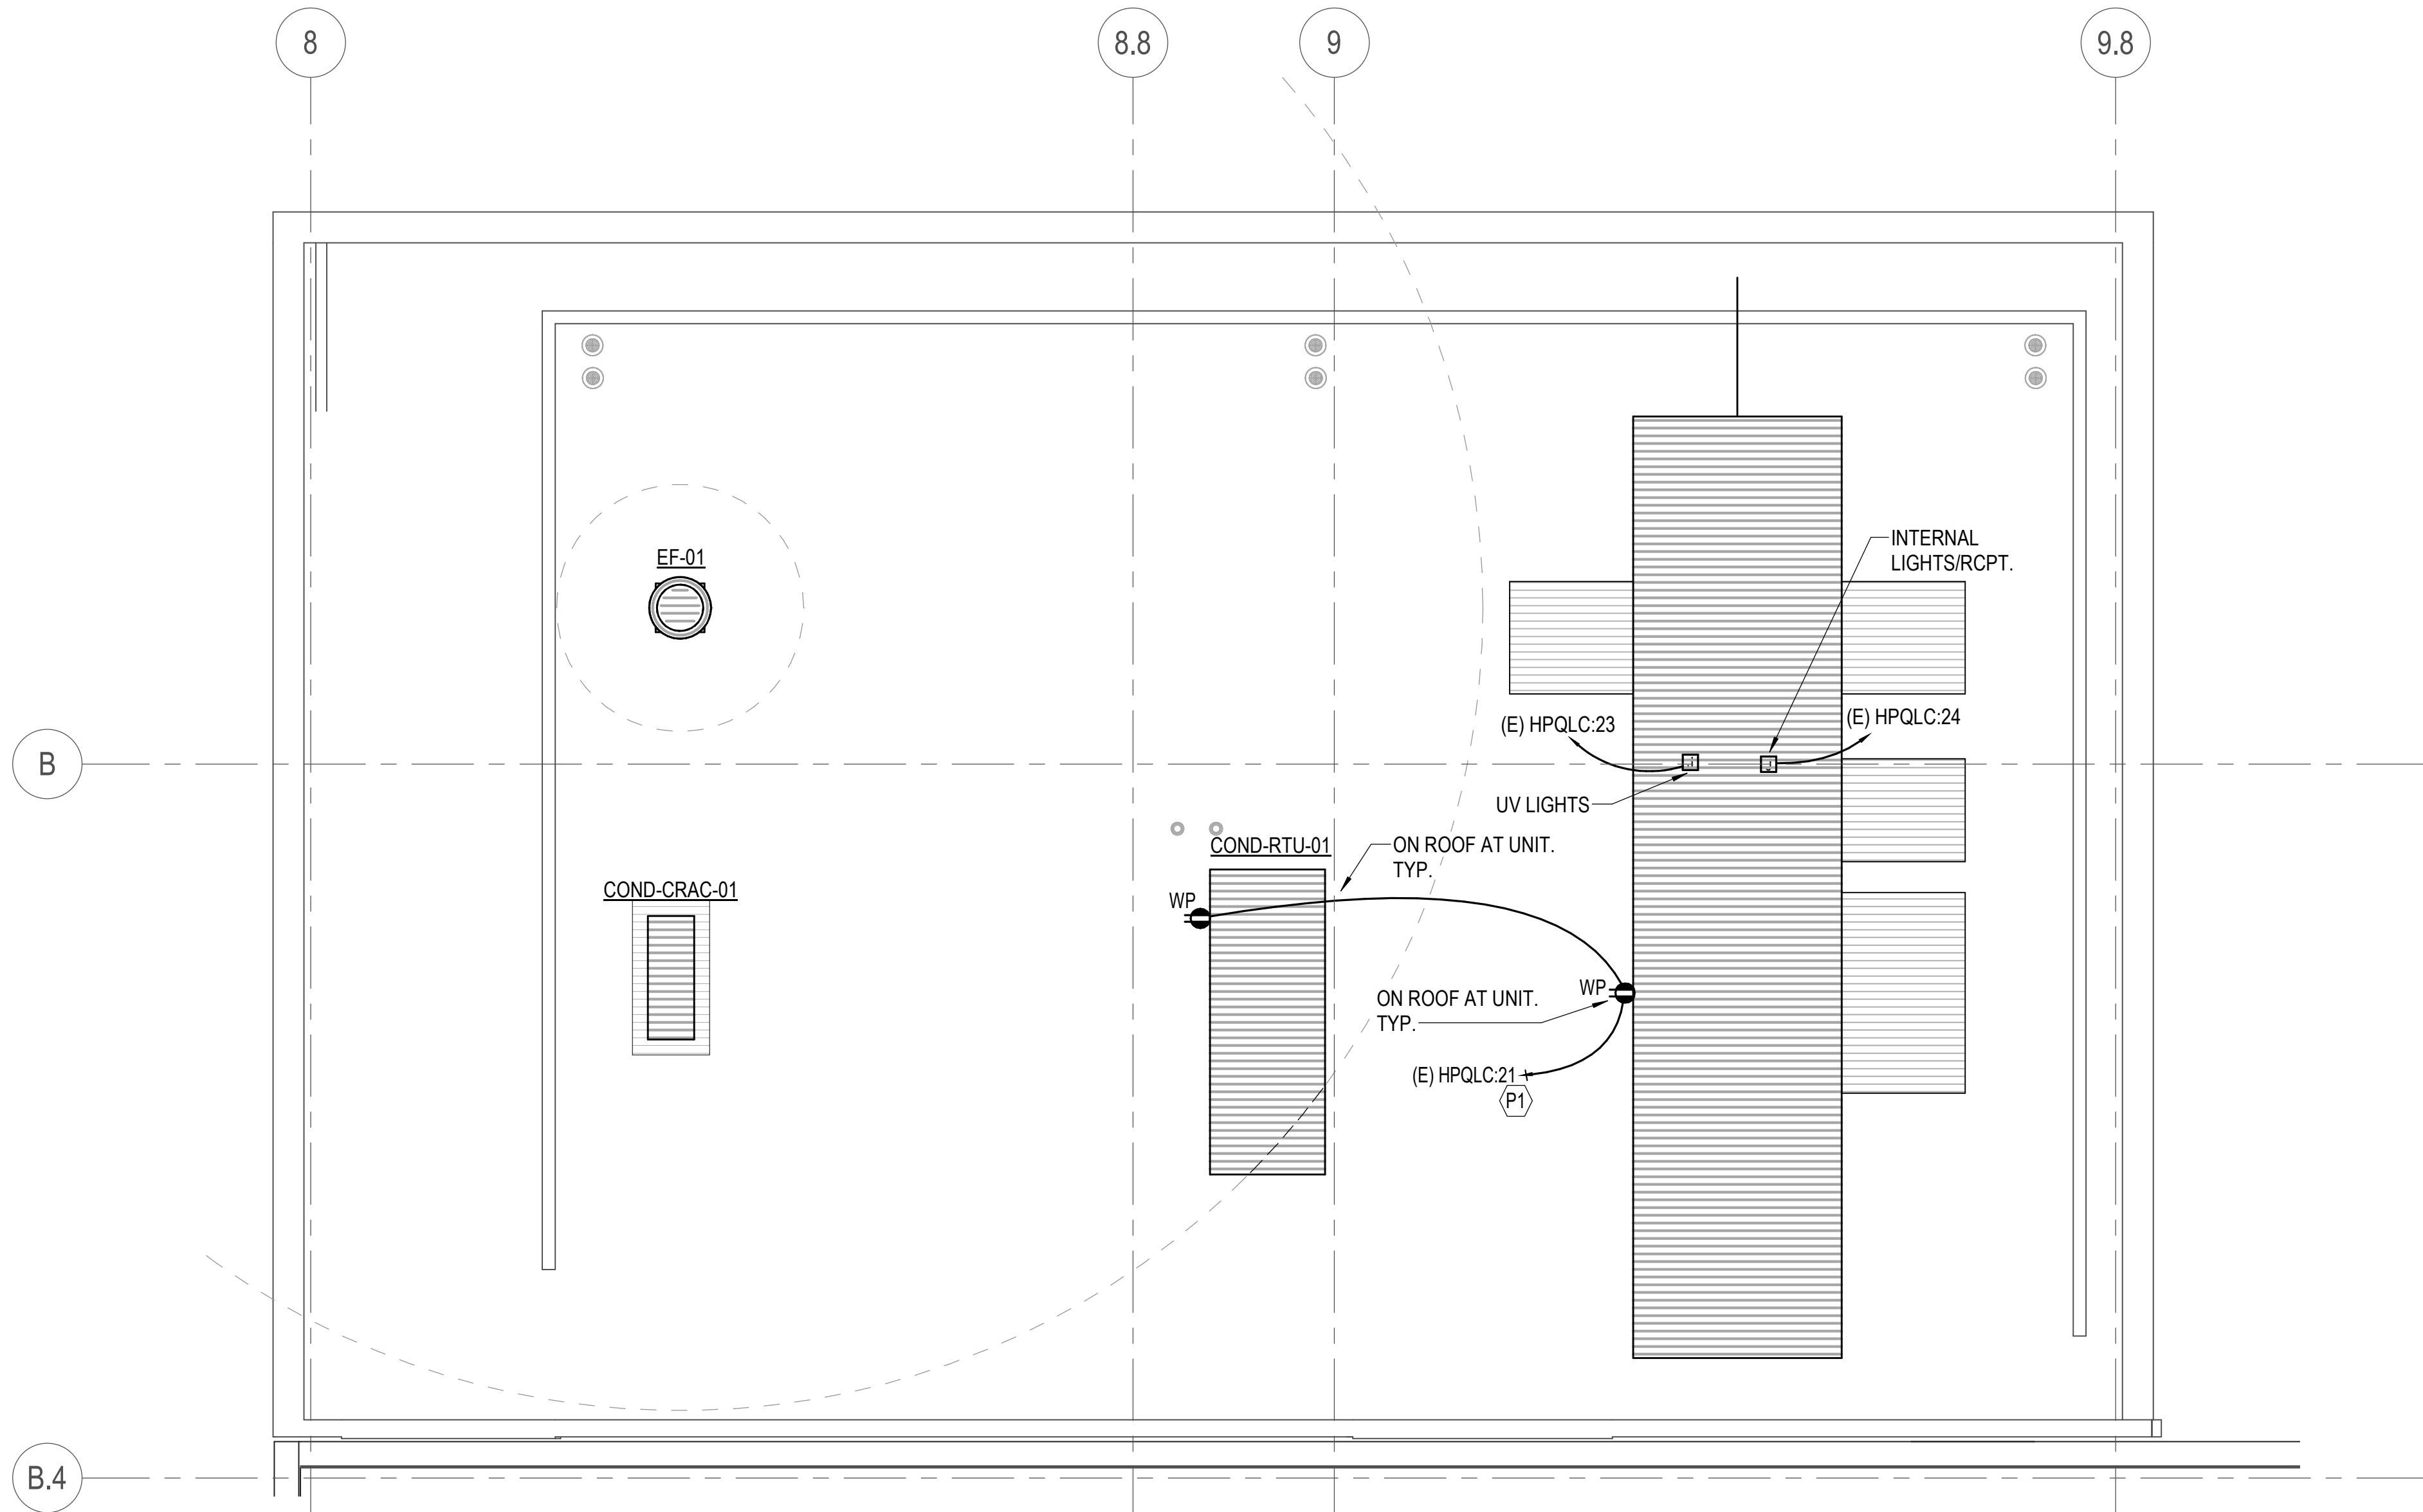 8
8.8
9
9.8
EF-01
INTERNAL
LIGHTS/RCPT.
(E) HPQLC:23
(E) HPQLC:24
B
UV LIGHTS
COND-RTU-01
ON ROOF AT UNIT.
TYP.
COND-CRAC-01
WP
WP
ON ROOF AT UNIT.
TYP.
(E) HPQLC:21
P1
B.4